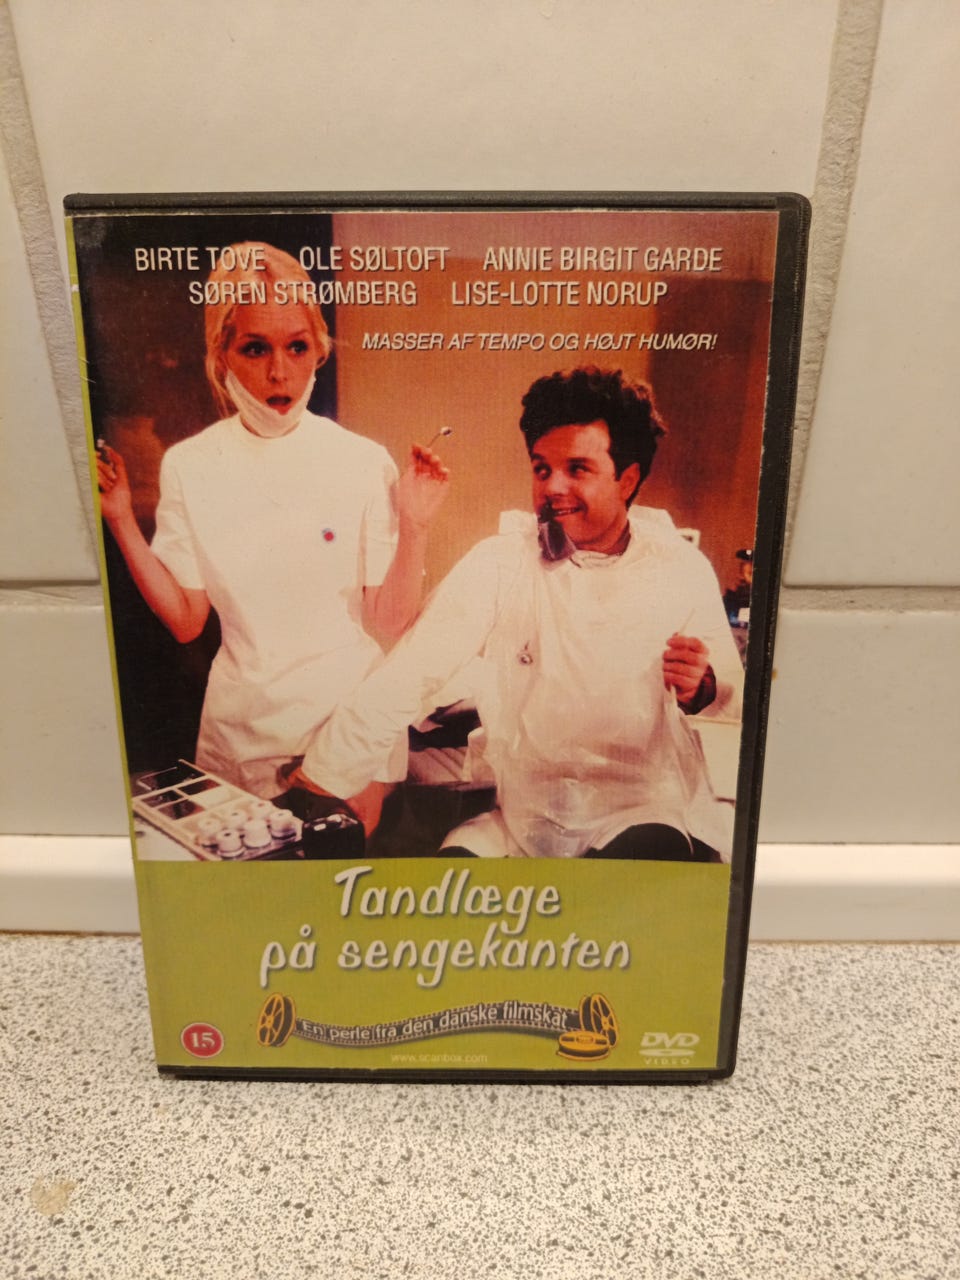 BIRTE TOVE OLE SØLTOFT ANNIE BIRGIT GARDE
SØREN STRØMBERG LISE-LOTTE NORUP
MASSER AF TEMPO OG HØJT HUMØR!
Tandlæge
på sengekanten
En perle fra den danske filmskat
15
www.scanbox.com
DVD
VIDEO